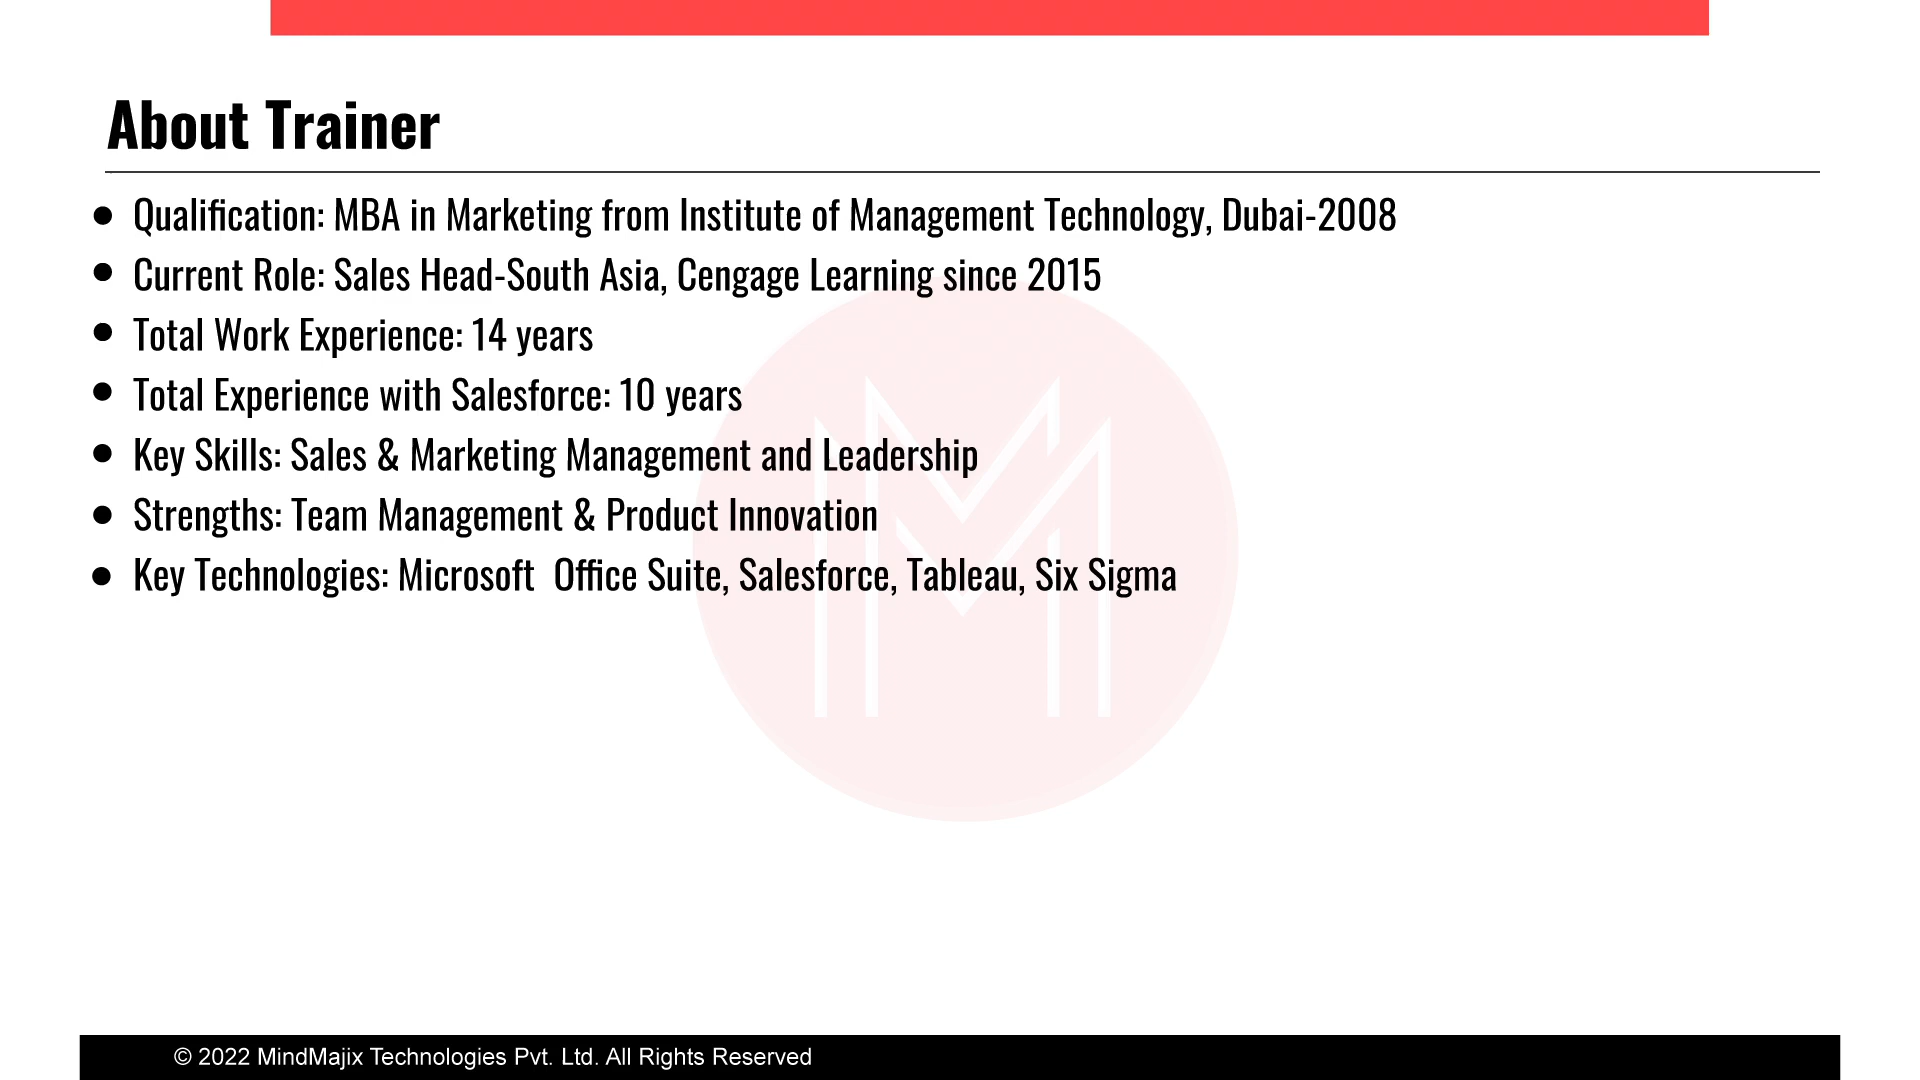 About Trainer
● Qualification: MBA in Marketing from Institute of Management Technology, Dubai-2008
● Current Role: Sales Head-South Asia, Cengage Learning since 2015
● Total Work Experience: 14 years
● Total Experience with Salesforce: 10 years
● Key Skills: Sales & Marketing Management and Leadership
● Strengths: Team Management & Product Innovation
● Key Technologies: Microsoft  Office Suite, Salesforce, Tableau, Six Sigma
© 2022 MindMajix Technologies Pvt. Ltd. All Rights Reserved